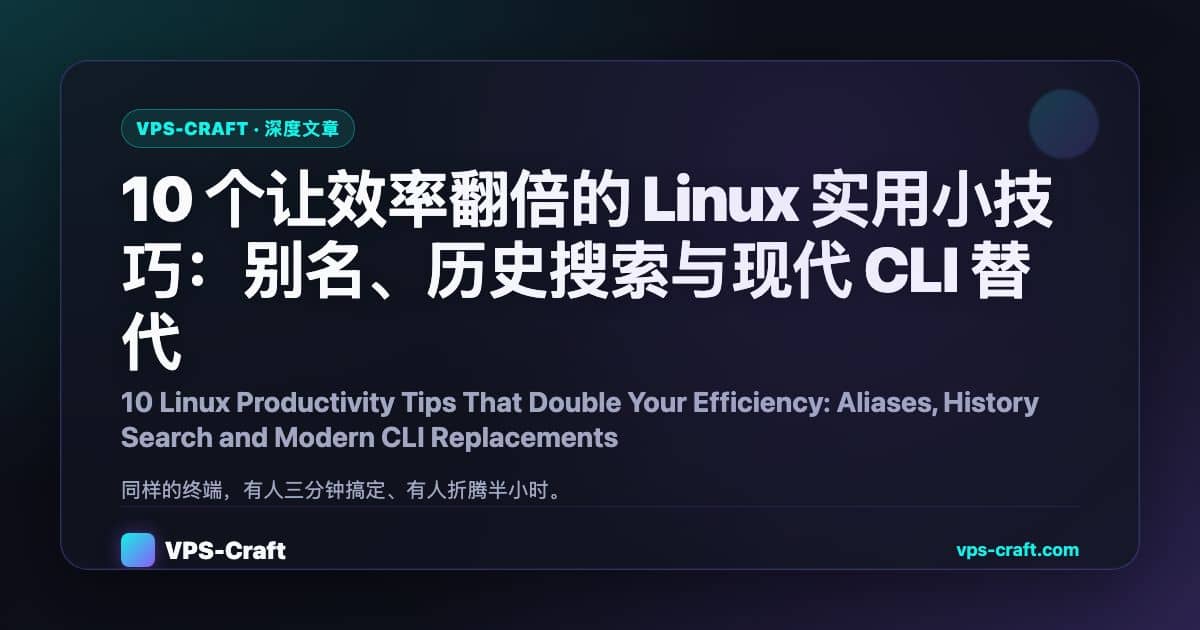 VPS-CRAFT · 深度文章
10 个让效率翻倍的 Linux 实用小技
巧：别名、历史搜索与现代 CLI 替
代
10 Linux Productivity Tips That Double Your Efficiency: Aliases, History
Search and Modern CLI Replacements
同样的终端，有人三分钟搞定、有人折腾半小时。
VPS-Craft
vps-craft.com